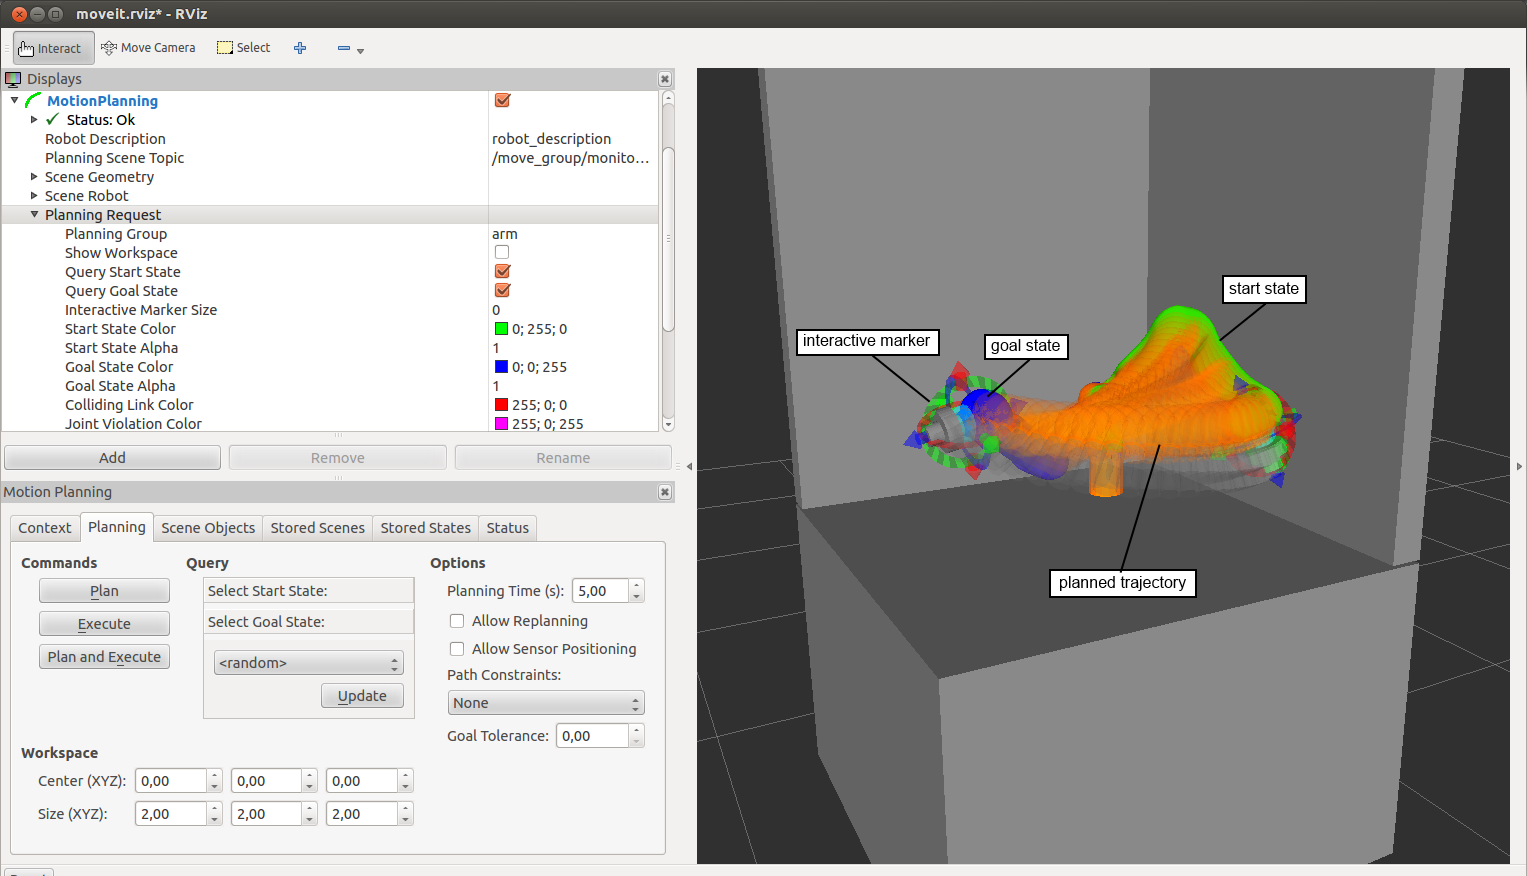 moveit.rviz* - RViz
Interact Move Camera Select
Displays
MotionPlanning
Status: Ok
Robot Description robot_description
Planning Scene Topic /move_group/monito...
Scene Geometry
Scene Robot
Planning Request
Planning Group arm
Show Workspace
Query Start State
Query Goal State
Interactive Marker Size 0
Start State Color 0; 255; 0
Start State Alpha 1
Goal State Color 0; 0; 255
Goal State Alpha 1
Colliding Link Color 255; 0; 0
Joint Violation Color 255; 0; 255
Add Remove Rename
Motion Planning
Context Planning Scene Objects Stored Scenes Stored States Status
Commands Query Options
Plan Select Start State: Planning Time (s): 5,00
Execute Select Goal State: Allow Replanning
Plan and Execute <random> Allow Sensor Positioning
Path Constraints:
Update None
Goal Tolerance: 0,00
Workspace
Center (XYZ): 0,00 0,00 0,00
Size (XYZ): 2,00 2,00 2,00
start state
interactive marker
goal state
planned trajectory